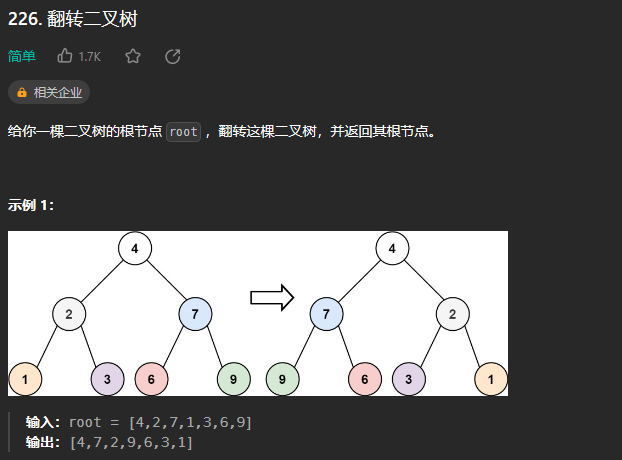 226. 翻转二叉树
简单 1.7K
相关企业
给你一棵二叉树的根节点 root ，翻转这棵二叉树，并返回其根节点。
示例 1：
4 4
2 7 7 2
1 3 6 9 9 6 3 1
输入：root = [4,2,7,1,3,6,9]
输出：[4,7,2,9,6,3,1]